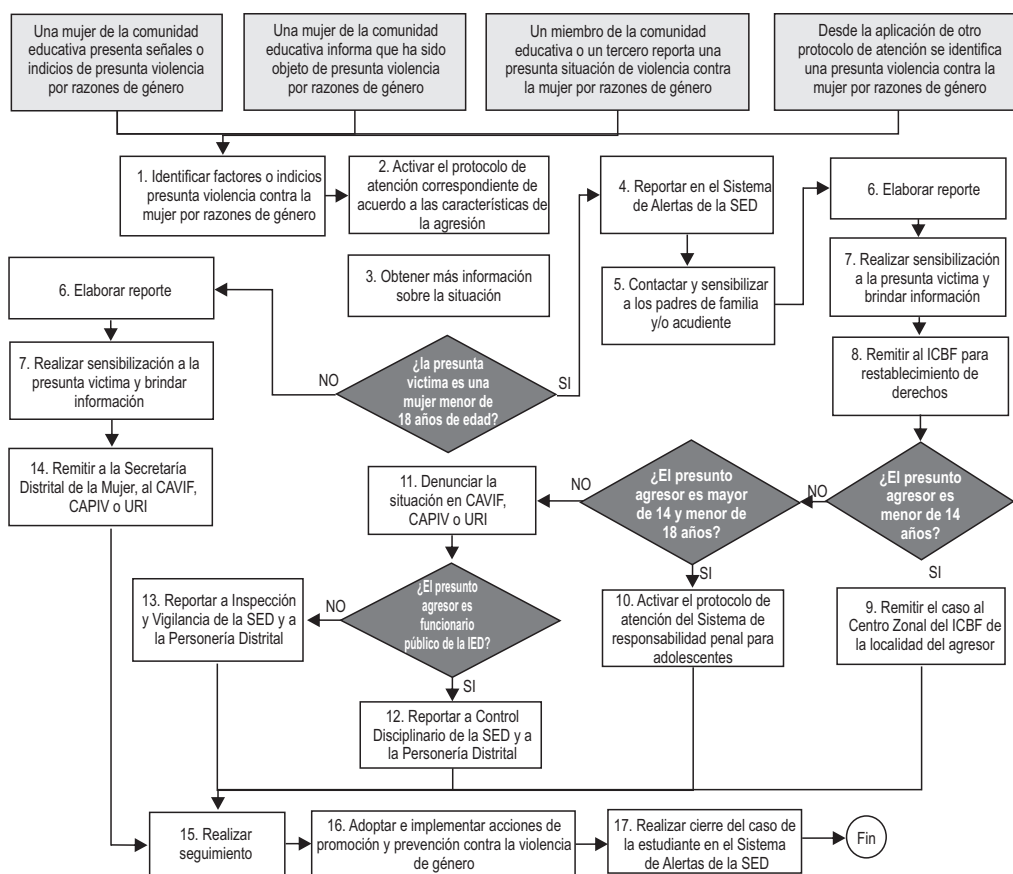 Una mujer de la comunidad
educativa presenta señales o
indicios de presunta violencia
por razones de género
Una mujer de la comunidad
educativa informa que ha sido
objeto de presunta violencia
por razones de género
Un miembro de la comunidad
educativa o un tercero reporta una
presunta situación de violencia contra
la mujer por razones de género
Desde la aplicación de otro
protocolo de atención se identifica
una presunta violencia contra la
mujer por razones de género
1. Identificar factores o indicios
presunta violencia contra la
mujer por razones de género
2. Activar el protocolo de
atención correspondiente de
acuerdo a las características de
la agresión
3. Obtener más información
sobre la situación
4. Reportar en el Sistema
de Alertas de la SED
5. Contactar y sensibilizar
a los padres de familia
y/o acudiente
6. Elaborar reporte
7. Realizar sensibilización
a la presunta victima y
brindar información
8. Remitir al ICBF para
restablecimiento de
derechos
6. Elaborar reporte
7. Realizar sensibilización a la
presunta victima y brindar
información
14. Remitir a la Secretaría
Distrital de la Mujer, al CAVIF,
CAPIV o URI
NO
¿la presunta
victima es una
mujer menor de
18 años de edad?
SI
11. Denunciar la
situación en CAVIF,
CAPIV o URI
NO
¿El presunto
agresor es mayor
de 14 y menor de
18 años?
NO
¿El presunto
agresor es
menor de 14
años?
SI
SI
13. Reportar a Inspección
y Vigilancia de la SED y a
la Personería Distrital
NO
¿El presunto
agresor es
funcionario
público de la IED?
SI
10. Activar el protocolo de
atención del Sistema de
responsabilidad penal para
adolescentes
9. Remitir el caso al
Centro Zonal del ICBF de
la localidad del agresor
12. Reportar a Control
Disciplinario de la SED y a
la Personería Distrital
15. Realizar
seguimiento
16. Adoptar e implementar acciones de
promoción y prevención contra la violencia
de género
17. Realizar cierre del caso de
la estudiante en el Sistema
de Alertas de la SED
Fin